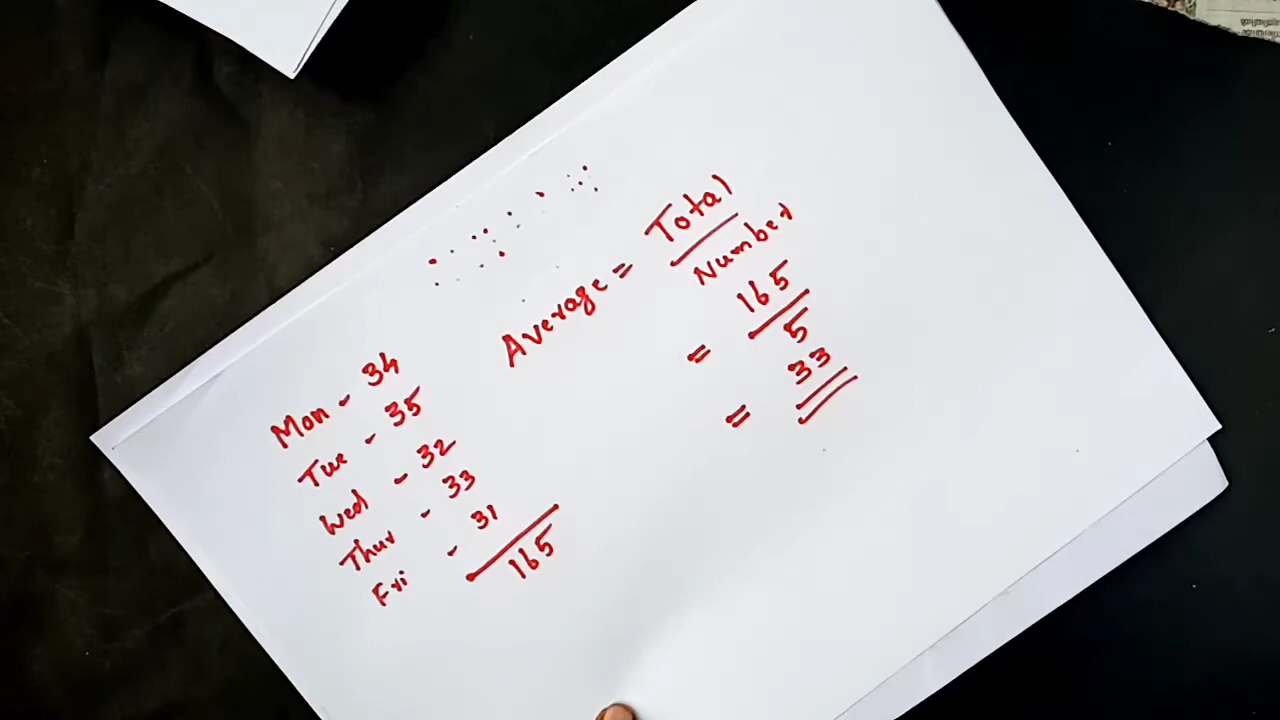 Mon - 34
Tue - 35
Wed - 32
Thur - 33
Fri - 31
165
Average = Total
Number
= 165
5
= 33